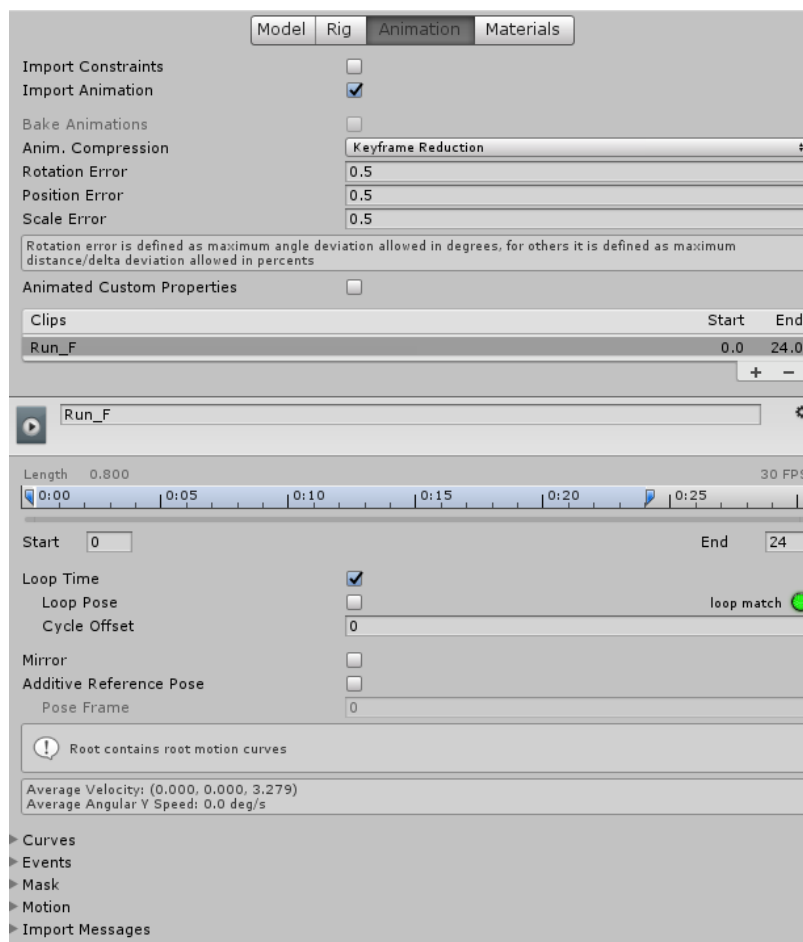 Model Rig Animation Materials
Import Constraints
Import Animation
Bake Animations
Anim. Compression Keyframe Reduction
Rotation Error 0.5
Position Error 0.5
Scale Error 0.5
Rotation error is defined as maximum angle deviation allowed in degrees, for others it is defined as maximum
distance/delta deviation allowed in percents
Animated Custom Properties
Clips Start End
Run_F 0.0 24.0
+ −
Run_F
Length 0.800 30 FPS
0:00 0:05 0:10 0:15 0:20 0:25
Start 0 End 24
Loop Time
Loop Pose loop match
Cycle Offset 0
Mirror
Additive Reference Pose
Pose Frame 0
Root contains root motion curves
Average Velocity: (0.000, 0.000, 3.279)
Average Angular Y Speed: 0.0 deg/s
Curves
Events
Mask
Motion
Import Messages